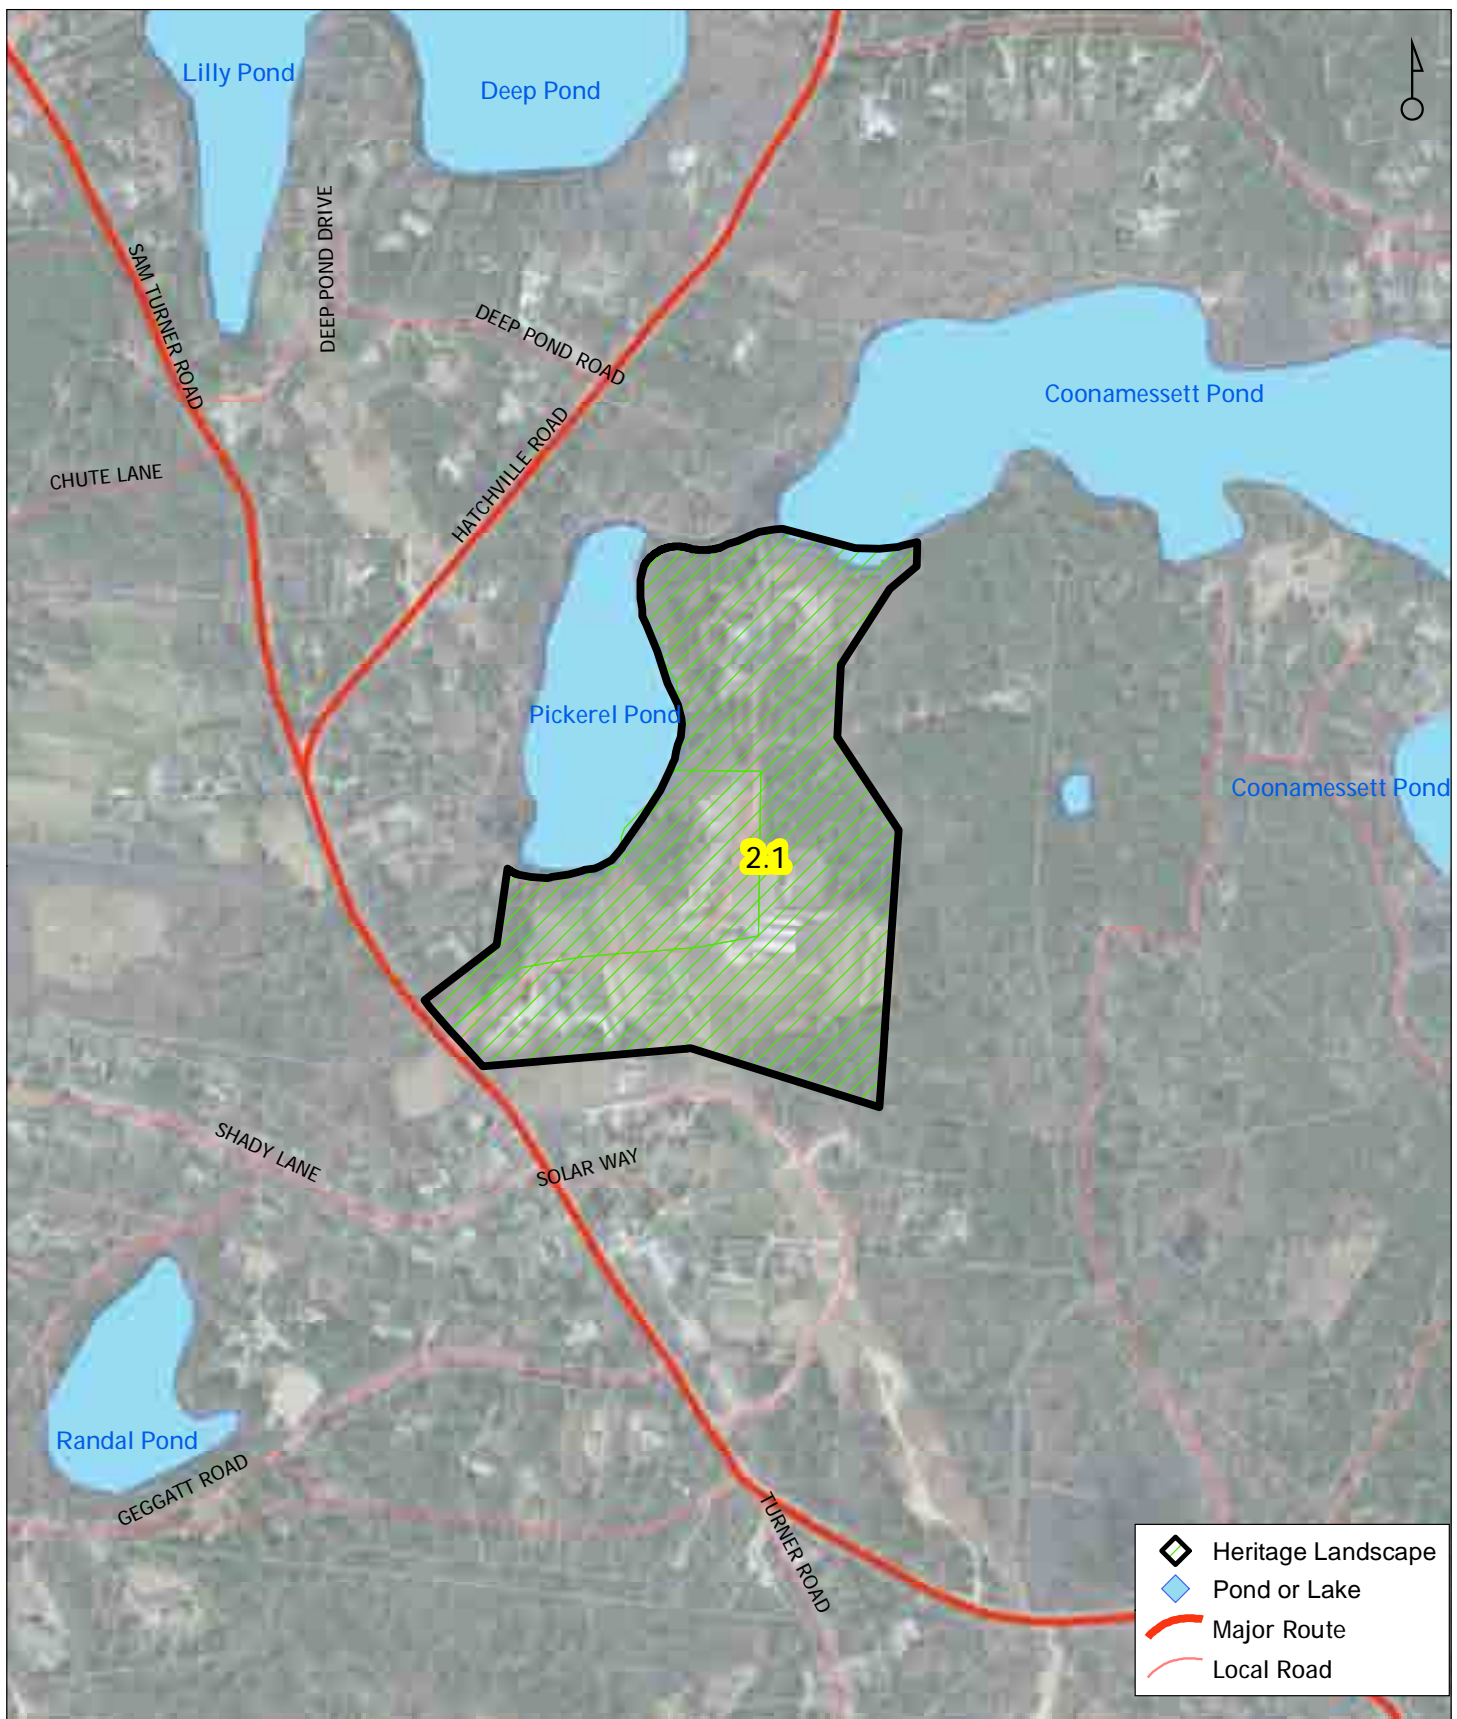 Lilly Pond
Deep Pond
DEEP POND DRIVE
SAM TURNER ROAD
DEEP POND ROAD
Coonamessett Pond
HATCHVILLE ROAD
CHUTE LANE
Pickerel Pond
Coonamessett Pond
2.1
SHADY LANE
SOLAR WAY
Randal Pond
GEGGATT ROAD
TURNER ROAD
Heritage Landscape
Pond or Lake
Major Route
Local Road